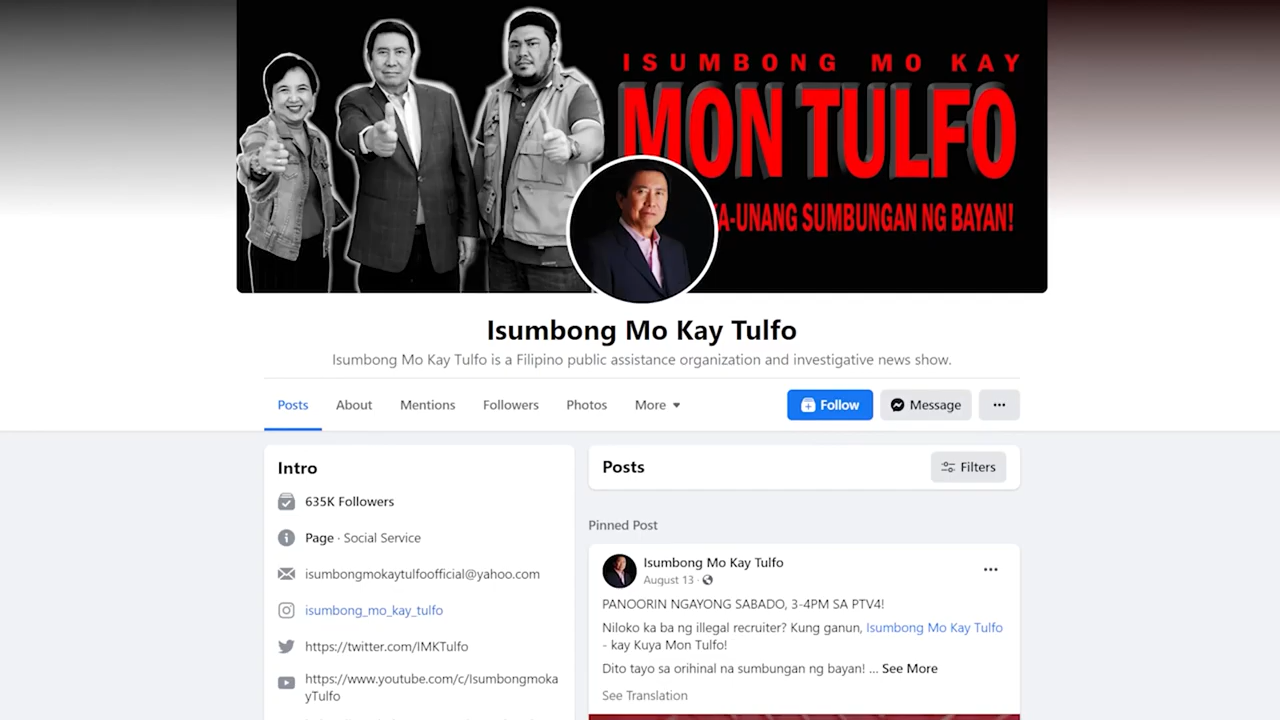 ISUMBONG MO KAY
MON TULFO
UNANG SUMBUNGAN NG BAYAN!
Isumbong Mo Kay Tulfo
Isumbong Mo Kay Tulfo is a Filipino public assistance organization and investigative news show.
Posts About Mentions Followers Photos More Follow Message
Intro
635K Followers
Page · Social Service
isumbongmokaytulfoofficial@yahoo.com
isumbong_mo_kay_tulfo
https://twitter.com/IMKTulfo
https://www.youtube.com/c/Isumbongmoka
yTulfo
Posts Filters
Pinned Post
Isumbong Mo Kay Tulfo
August 13 ·
PANOORIN NGAYONG SABADO, 3-4PM SA PTV4!
Niloko ka ba ng illegal recruiter? Kung ganun, Isumbong Mo Kay Tulfo
- kay Kuya Mon Tulfo!
Dito tayo sa orihinal na sumbungan ng bayan! ... See More
See Translation